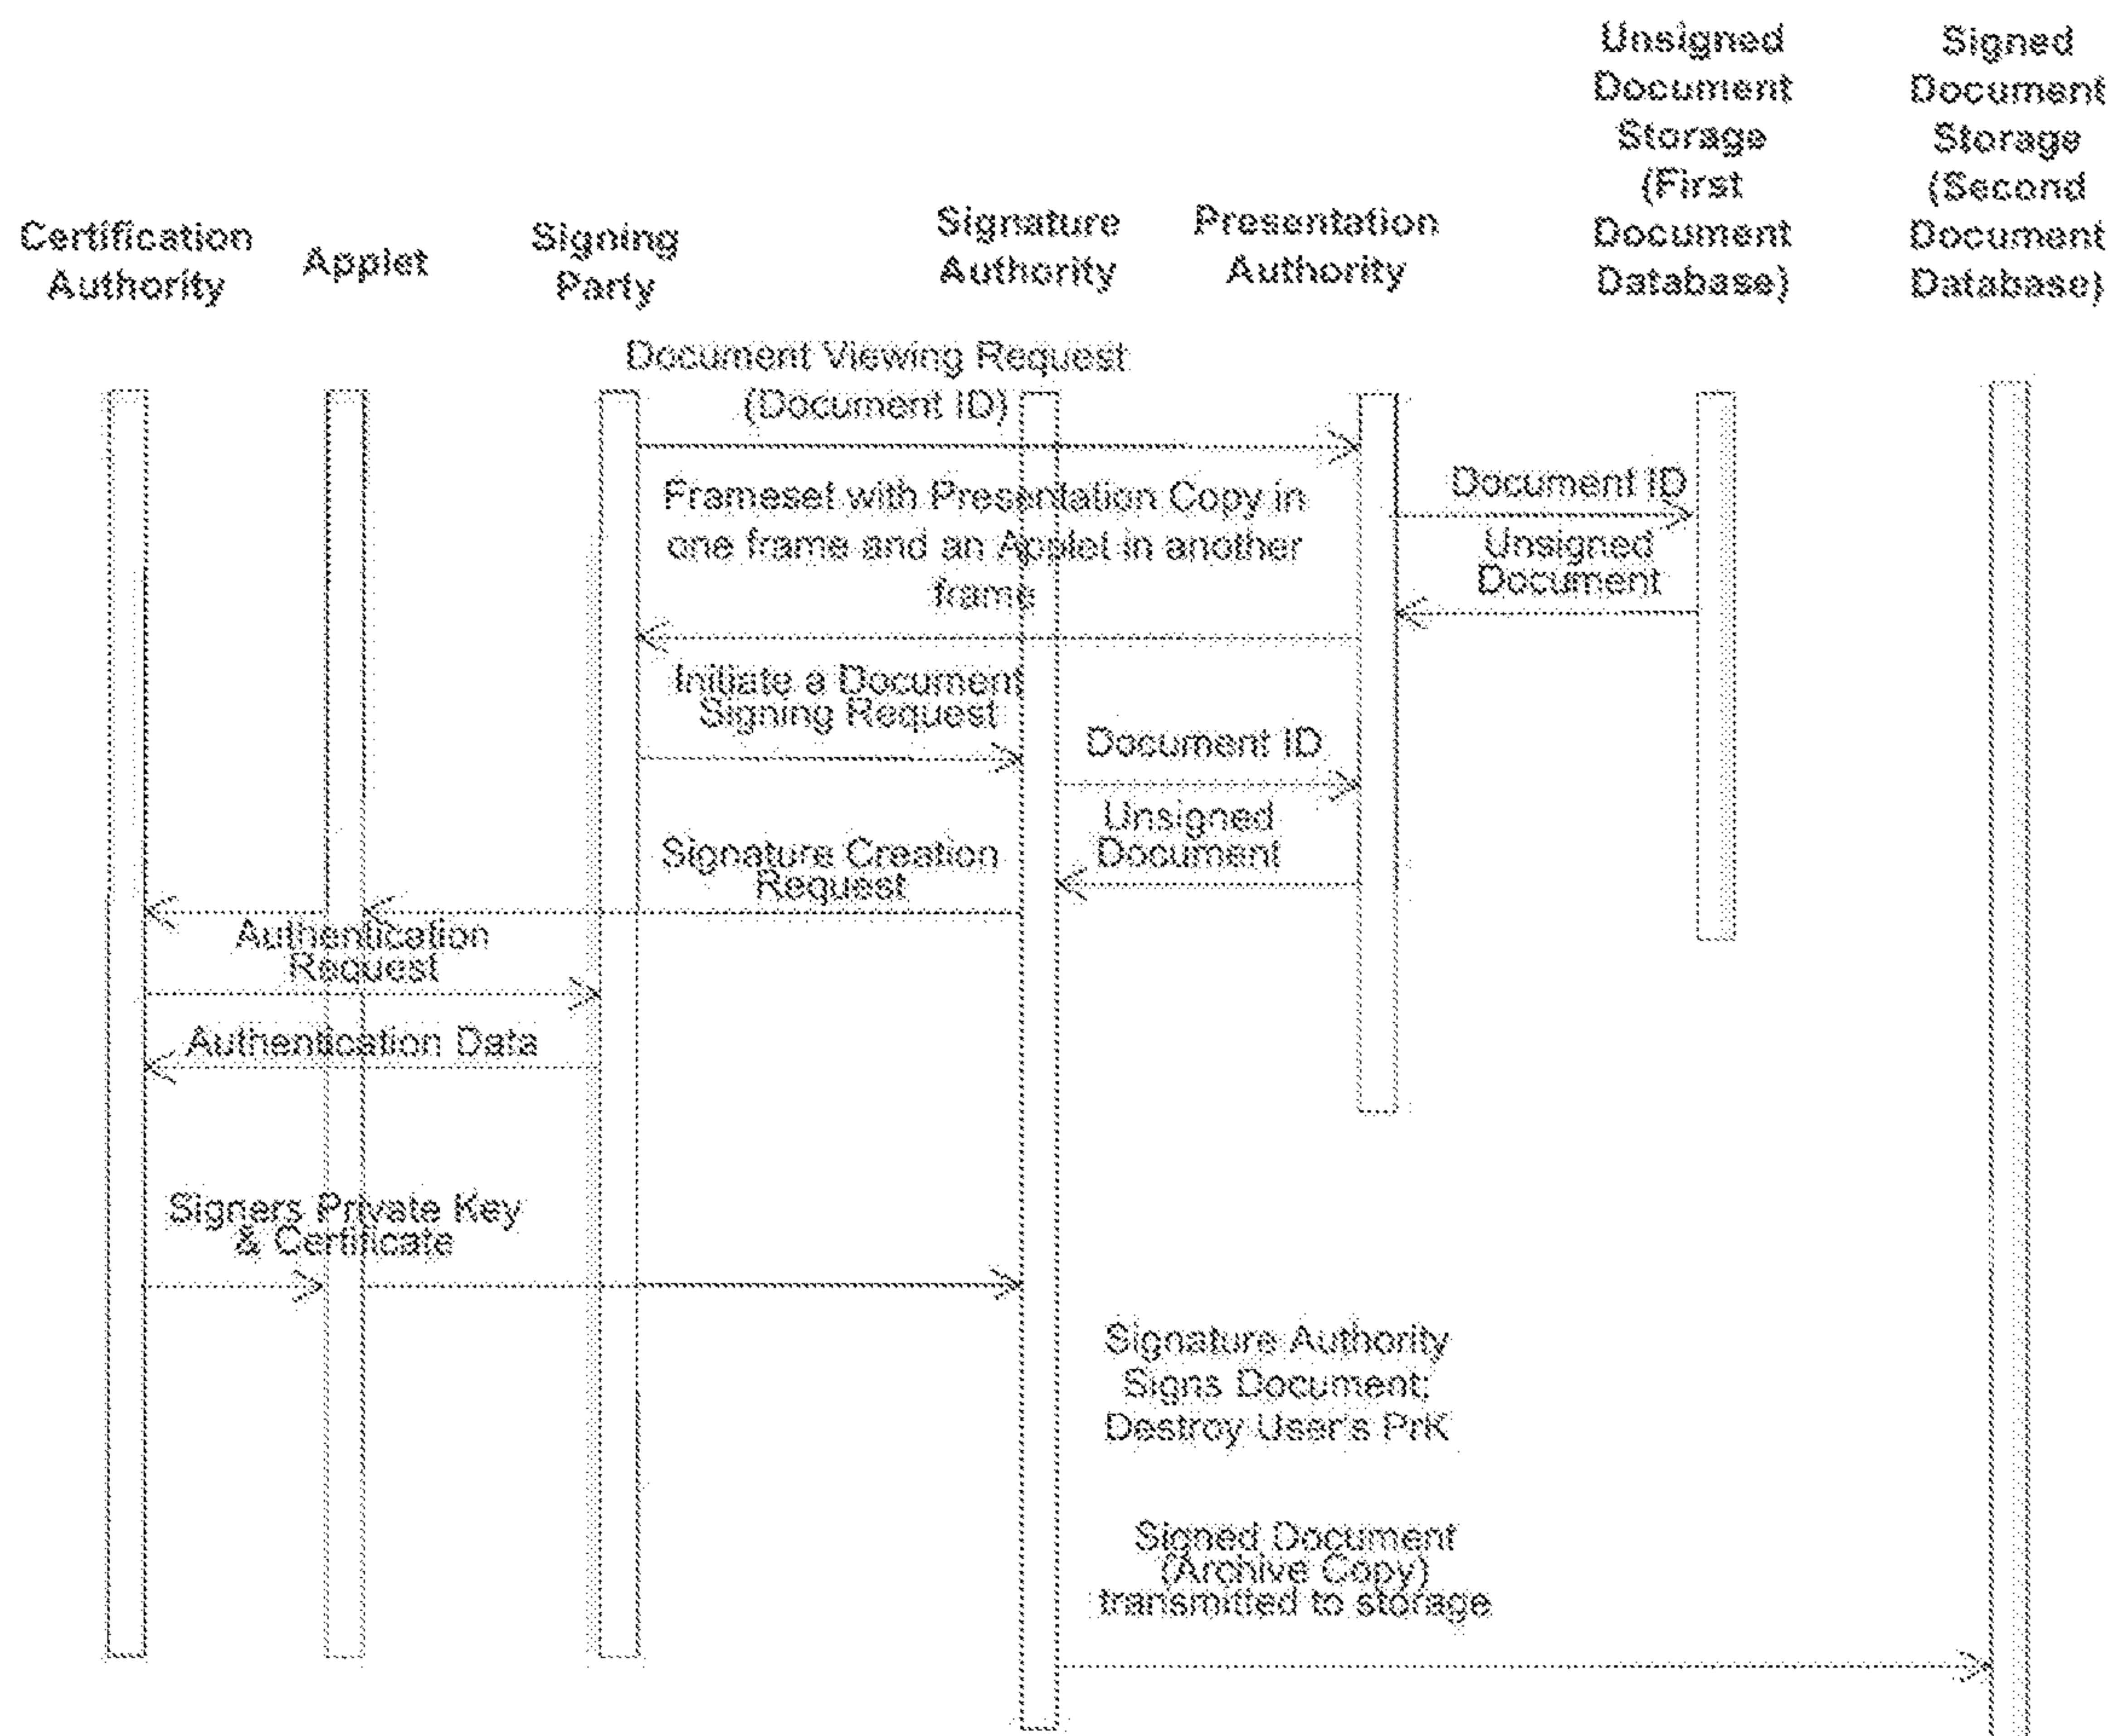 Unsigned
Document
Storage
(First
Document
Database)
Signed
Document
Storage
(Second
Document
Database)
Certification
Authority
Applet
Signing
Party
Signature
Authority
Presentation
Authority
Document Viewing Request
(Document ID)
Document ID
Frameset with Presentation Copy in
one frame and an Applet in another
frame
Unsigned
Document
Initiate a Document
Signing Request
Document ID
Unsigned
Document
Signature Creation
Request
Authentication
Request
Authentication Data
Signers Private Key
& Certificate
Signature Authority
Signs Document;
Destroy User's PrK
Signed Document
(Archive Copy)
transmitted to storage